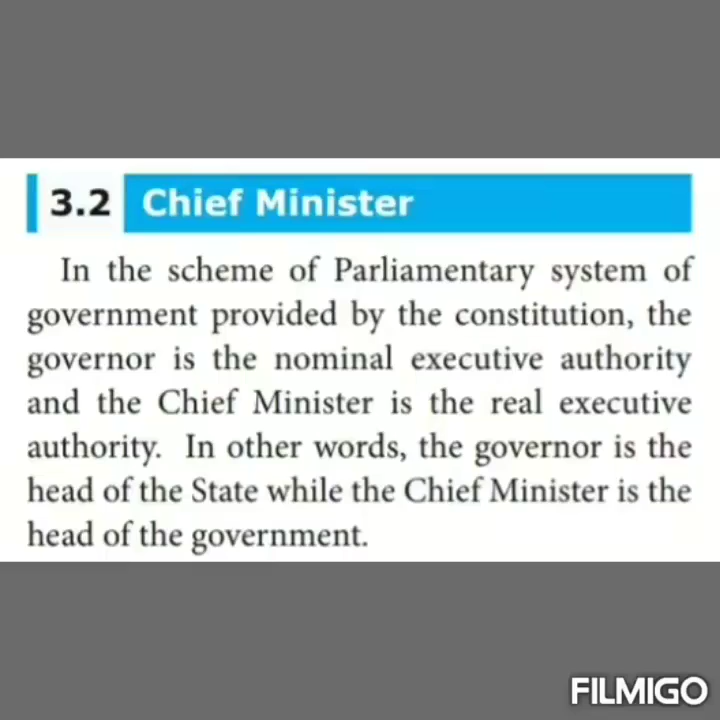 3.2 Chief Minister
In the scheme of Parliamentary system of
government provided by the constitution, the
governor is the nominal executive authority
and the Chief Minister is the real executive
authority. In other words, the governor is the
head of the State while the Chief Minister is the
head of the government.
FILMIGO